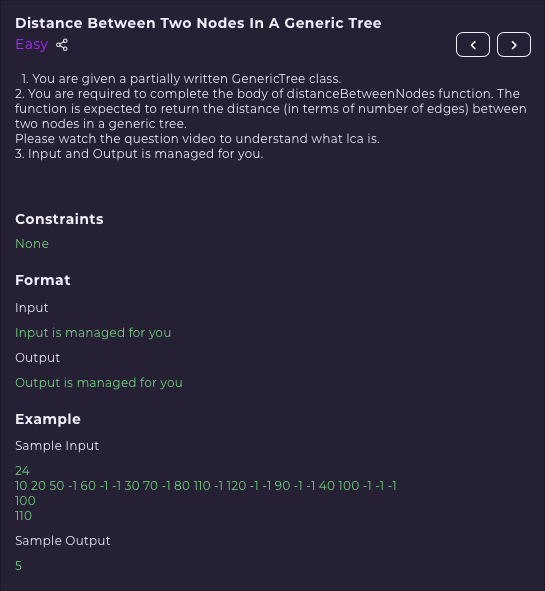 Distance Between Two Nodes In A Generic Tree
Easy
1. You are given a partially written GenericTree class.
2. You are required to complete the body of distanceBetweenNodes function. The
function is expected to return the distance (in terms of number of edges) between
two nodes in a generic tree.
Please watch the question video to understand what lca is.
3. Input and Output is managed for you.
Constraints
None
Format
Input
Input is managed for you
Output
Output is managed for you
Example
Sample Input
24
10 20 50 -1 60 -1 -1 30 70 -1 80 110 -1 120 -1 -1 90 -1 -1 40 100 -1 -1 -1
100
110
Sample Output
5